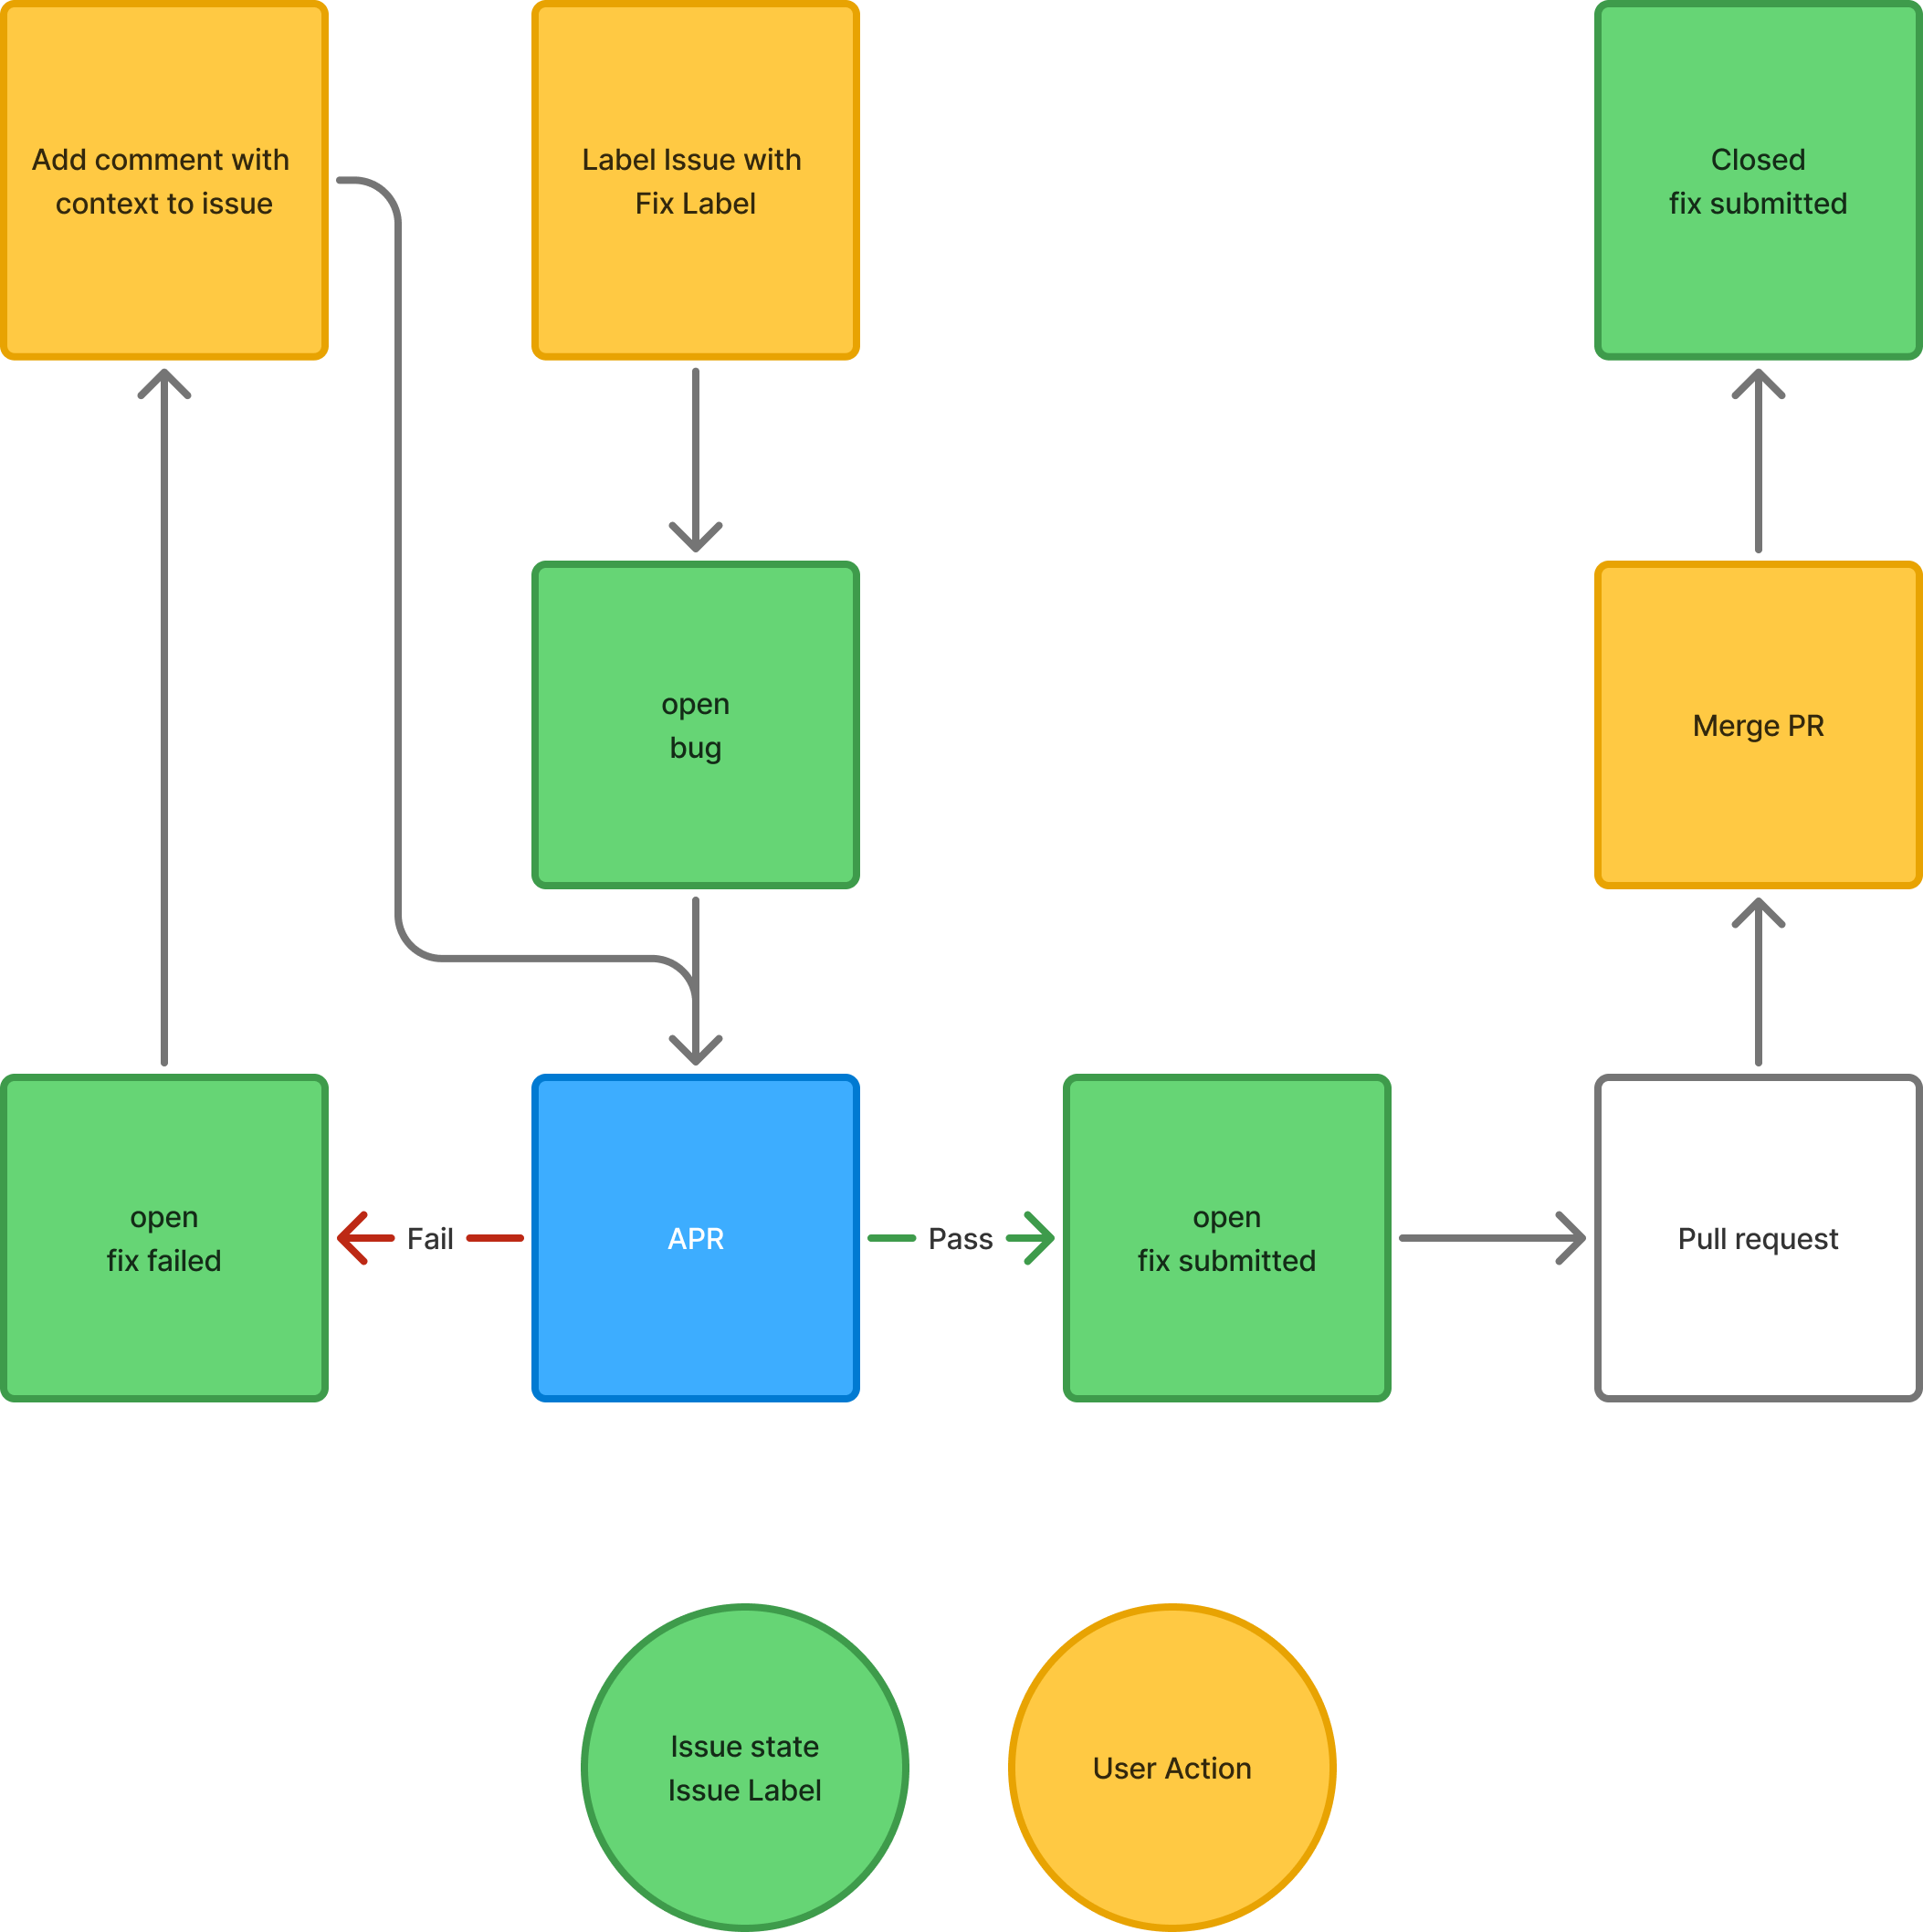 Add comment with
context to issue
Label Issue with
Fix Label
Closed
fix submitted
open
bug
Merge PR
open
fix failed
Fail
APR
Pass
open
fix submitted
Pull request
Issue state
Issue Label
User Action